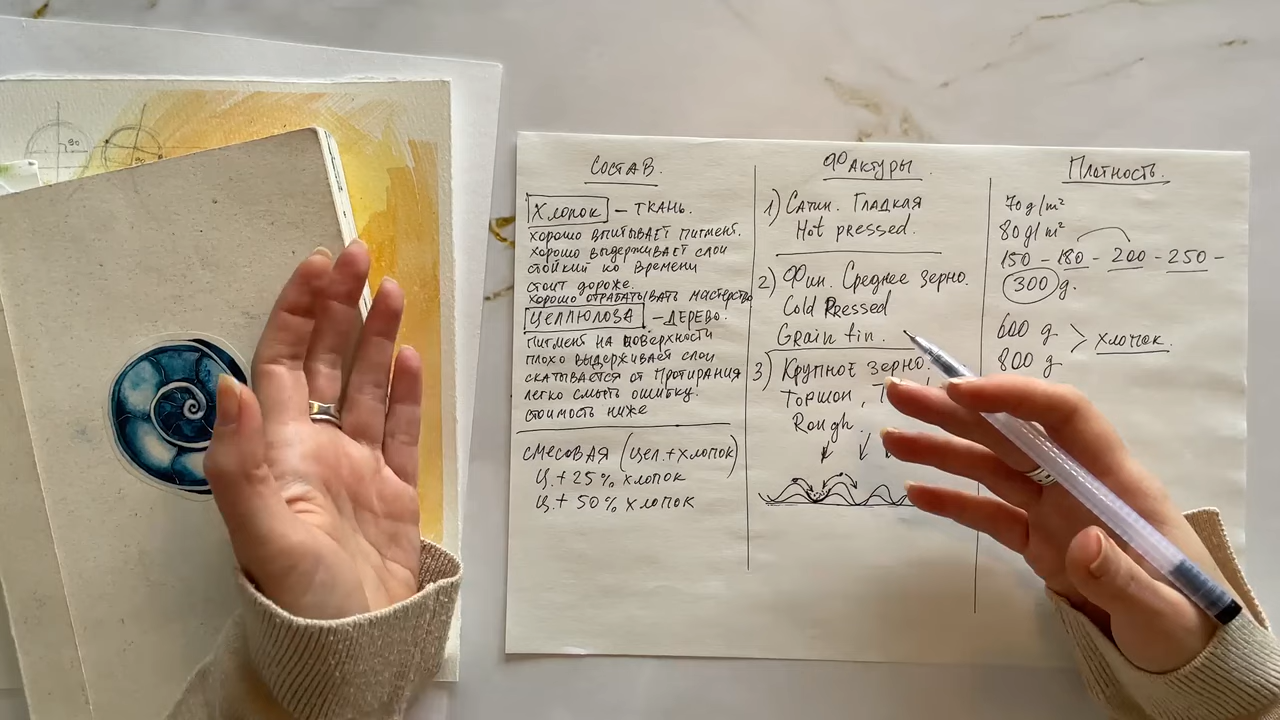 Состав.
Хлопок – ткань.
хорошо впитывает пигмент.
хорошо выдерживает слои
стойкий ко времени
стоит дороже.
хорошо отрабатывать мастерство
Целлюлоза – дерево.
пигмент на поверхности
плохо выдерживает слои
скатывается от протирания
легко смыть ошибку.
стоимость ниже
смесовая (цел.+хлопок)
Ц.+ 25% хлопок
Ц.+ 50% хлопок
Фактуры.
1) Сатин. Гладкая
Hot pressed.
2) Фин. Среднее зерно.
Cold Pressed
Grain fin.
3) Крупное зерно.
Торшон,
Rough.
Плотность.
70 g/m²
80 g/m²
150 – 180 – 200 – 250 –
300 g.
600 g
800 g > хлопок.